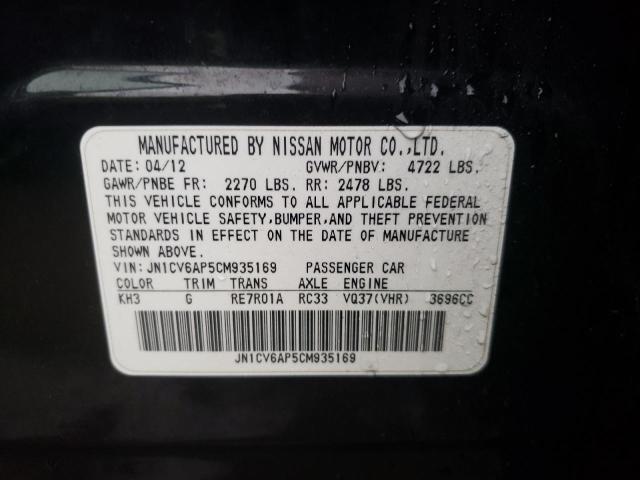 MANUFACTURED BY NISSAN MOTOR CO.,LTD.
DATE: 04/12 GVWR/PNBV: 4722 LBS.
GAWR/PNBE FR: 2270 LBS. RR: 2478 LBS.
THIS VEHICLE CONFORMS TO ALL APPLICABLE FEDERAL
MOTOR VEHICLE SAFETY,BUMPER,AND THEFT PREVENTION
STANDARDS IN EFFECT ON THE DATE OF MANUFACTURE
SHOWN ABOVE.
VIN: JN1CV6AP5CM935169 PASSENGER CAR
COLOR TRIM TRANS AXLE ENGINE
KH3 G RE7R01A RC33 VQ37(VHR) 3696CC
JN1CV6AP5CM935169